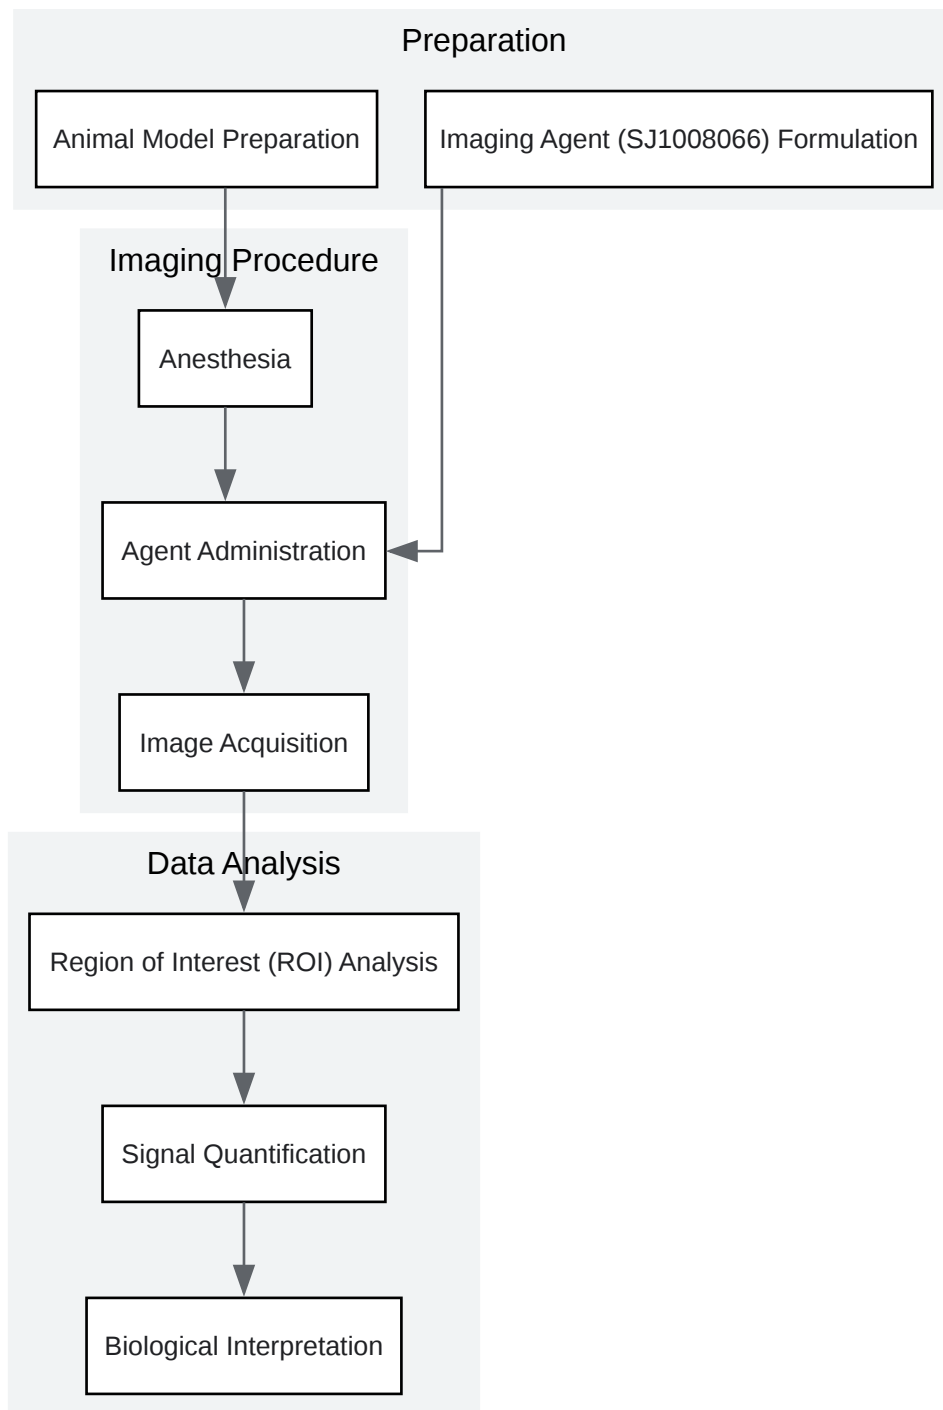 Preparation
Animal Model Preparation
Imaging Agent (SJ1008066) Formulation
Imaging Procedure
Anesthesia
Agent Administration
Image Acquisition
Data Analysis
Region of Interest (ROI) Analysis
Signal Quantification
Biological Interpretation